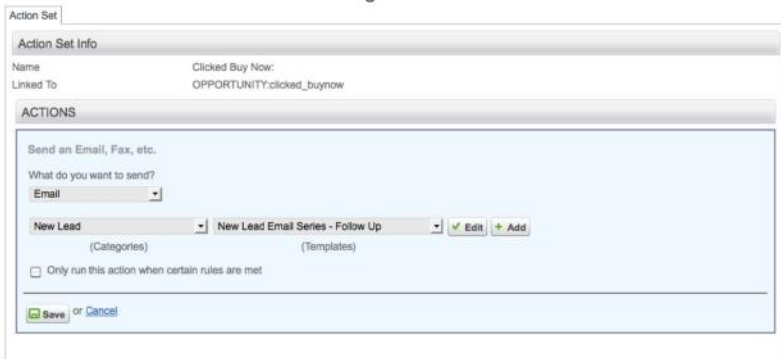 Action Set
Action Set Info
Name Clicked Buy Now:
Linked To OPPORTUNITY:clicked_buynow
ACTIONS
Send an Email, Fax, etc.
What do you want to send?
Email
New Lead New Lead Email Series - Follow Up Edit + Add
(Categories) (Templates)
Only run this action when certain rules are met
Save or Cancel